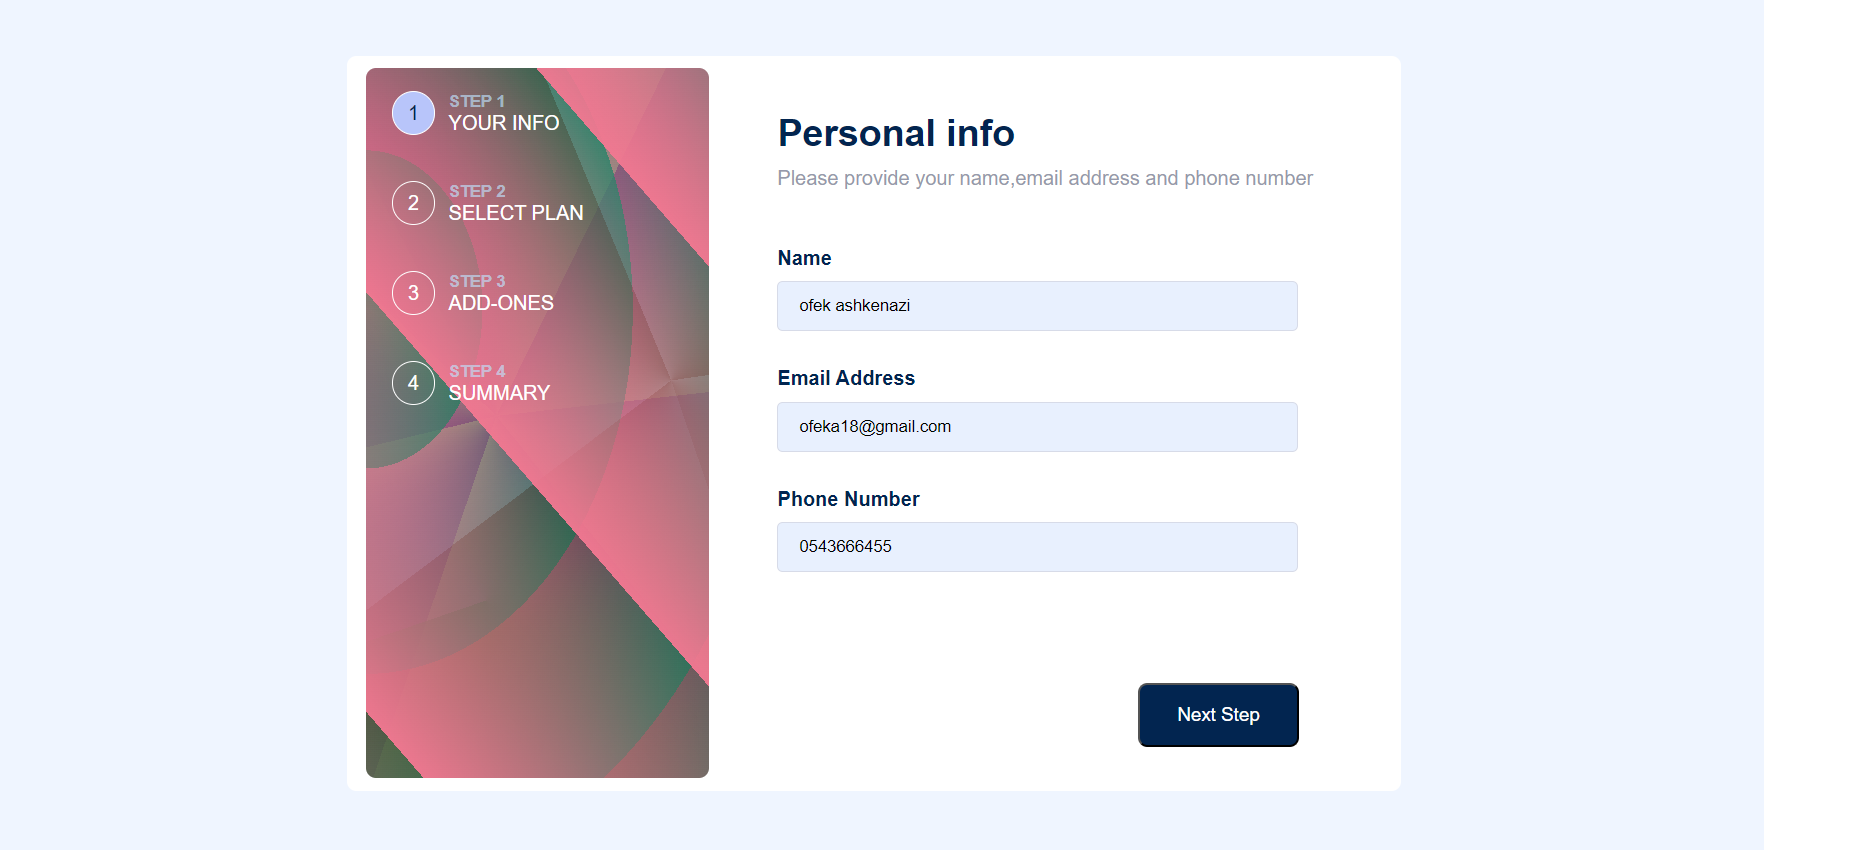 1
STEP 1
YOUR INFO
2
STEP 2
SELECT PLAN
3
STEP 3
ADD-ONES
4
STEP 4
SUMMARY
Personal info
Please provide your name,email address and phone number
Name
ofek ashkenazi
Email Address
ofeka18@gmail.com
Phone Number
0543666455
Next Step